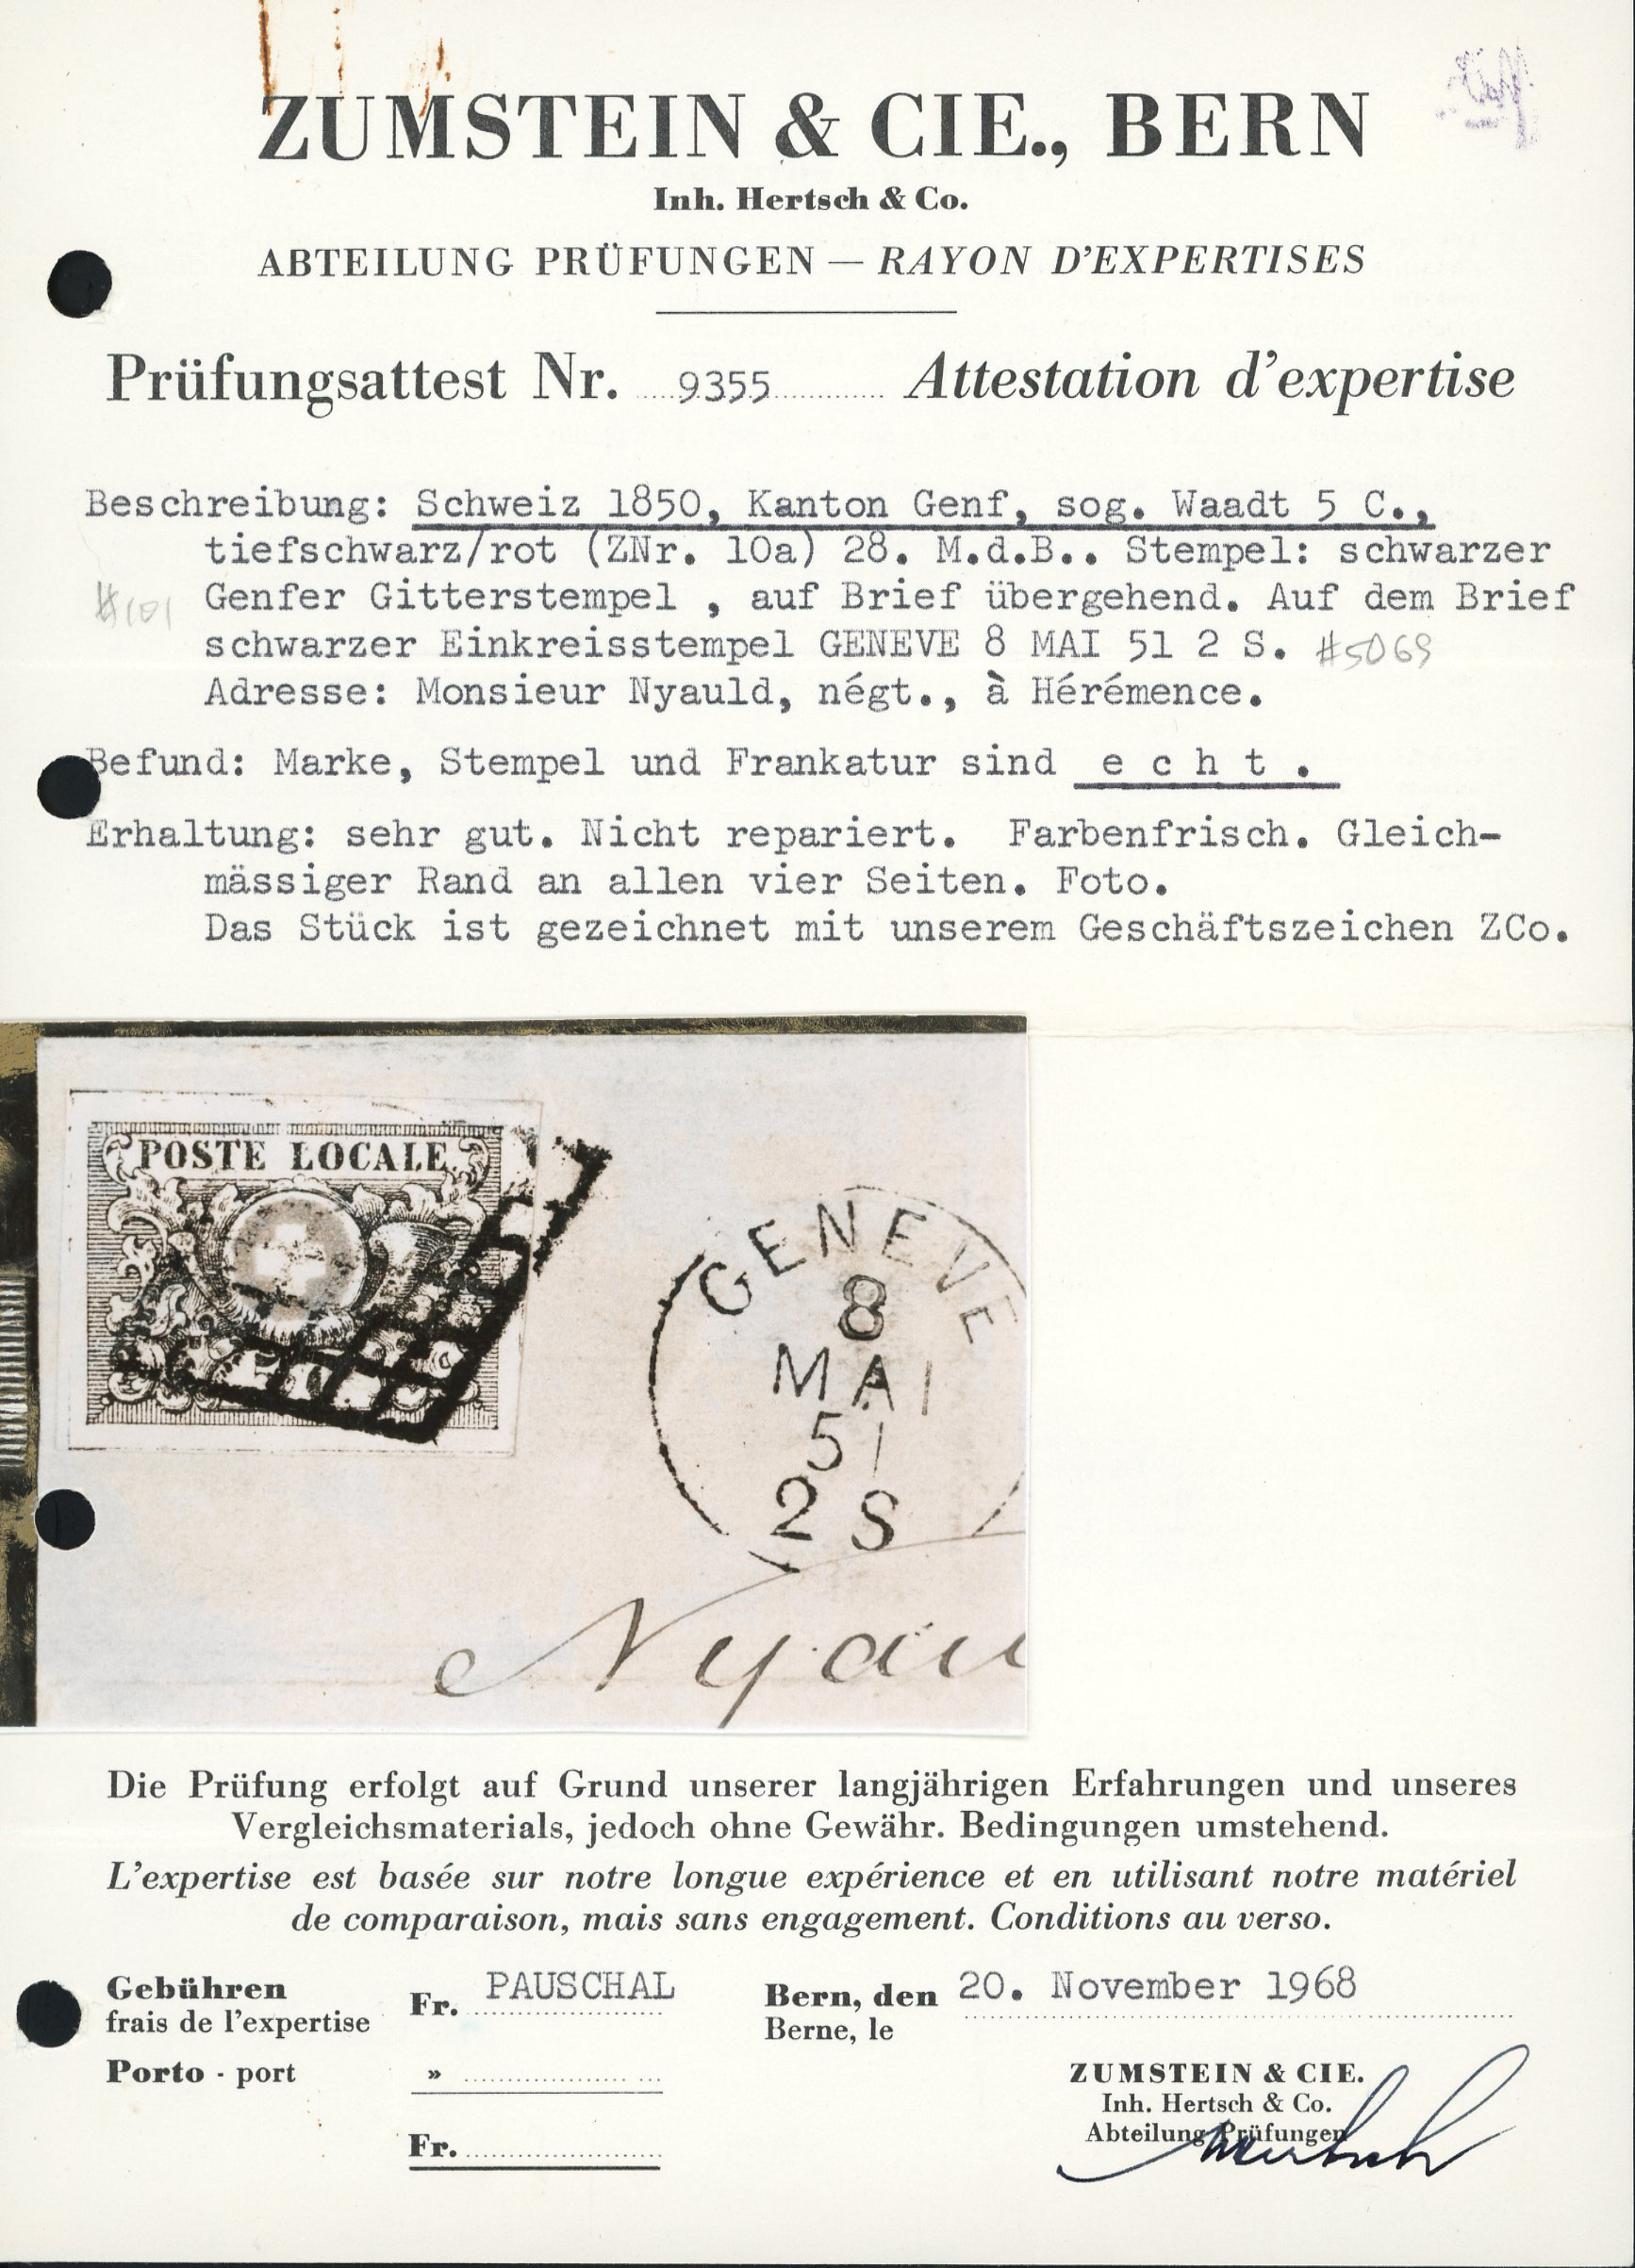 ZUMSTEIN & CIE., BERN
Inh. Hertsch & Co.
ABTEILUNG PRÜFUNGEN — RAYON D'EXPERTISES
Prüfungsattest Nr. 9355 Attestation d'expertise
Beschreibung: Schweiz 1850, Kanton Genf, sog. Waadt 5 C.,
tiefschwarz/rot (ZNr. 10a) 28. M.d.B.. Stempel: schwarzer
#101 Genfer Gitterstempel , auf Brief übergehend. Auf dem Brief
schwarzer Einkreisstempel GENEVE 8 MAI 51 2 S. #5069
Adresse: Monsieur Nyauld, négt., à Hérémence.
Befund: Marke, Stempel und Frankatur sind e c h t .
Erhaltung: sehr gut. Nicht repariert. Farbenfrisch. Gleich-
mässiger Rand an allen vier Seiten. Foto.
Das Stück ist gezeichnet mit unserem Geschäftszeichen ZCo.
POSTE LOCALE
GENEVE
8
MAI
51
2 S
Nyau
Die Prüfung erfolgt auf Grund unserer langjährigen Erfahrungen und unseres
Vergleichsmaterials, jedoch ohne Gewähr. Bedingungen umstehend.
L'expertise est basée sur notre longue expérience et en utilisant notre matériel
de comparaison, mais sans engagement. Conditions au verso.
Gebühren Fr. PAUSCHAL Bern, den 20. November 1968
frais de l'expertise Berne, le
Porto - port »
ZUMSTEIN & CIE.
Inh. Hertsch & Co.
Abteilung Prüfungen
Fr.